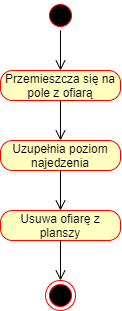 Przemieszcza się na
pole z ofiarą
Uzupełnia poziom
najedzenia
Usuwa ofiarę z
planszy